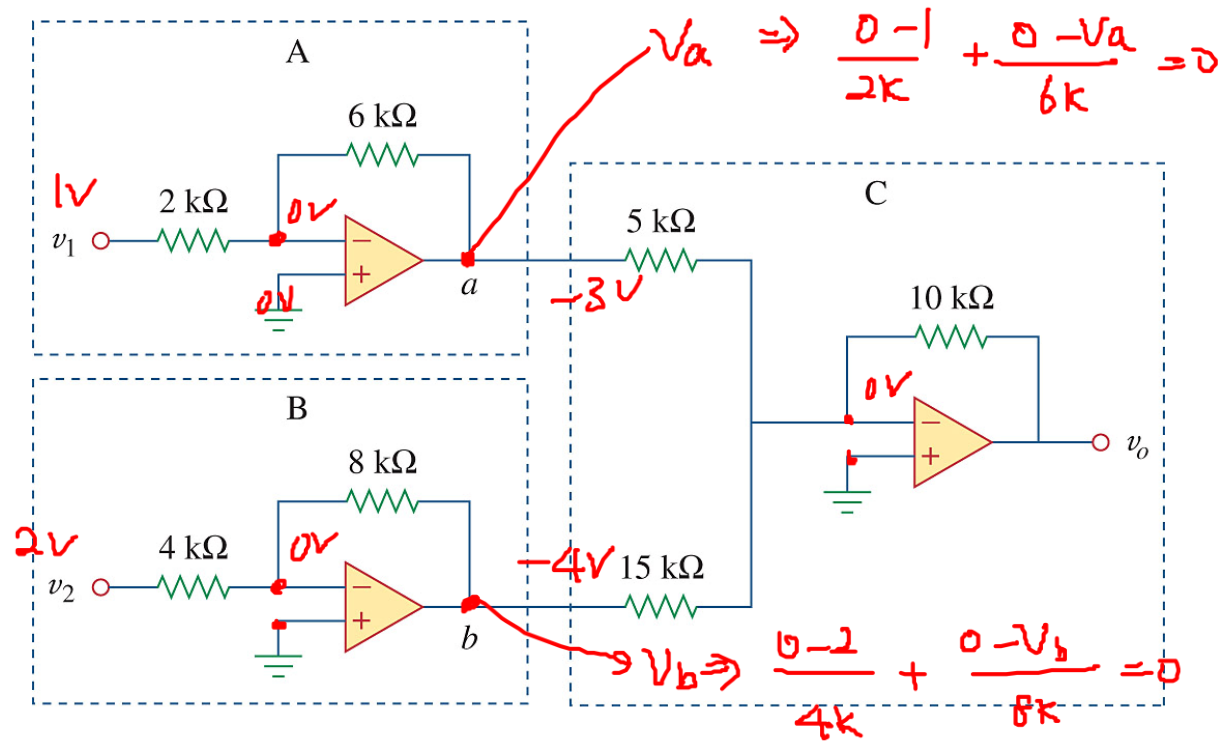 A
Va ⇒ 0-1/2K + 0-Va/6K =0
6 kΩ
1V
2 kΩ
0V
v1
−
+
a
0V
-3V
C
5 kΩ
10 kΩ
0V
−
+
vo
B
8 kΩ
2V
4 kΩ
0V
v2
−
+
b
-4V
15 kΩ
Vb⇒ 0-2/4K + 0-Vb/8K =0